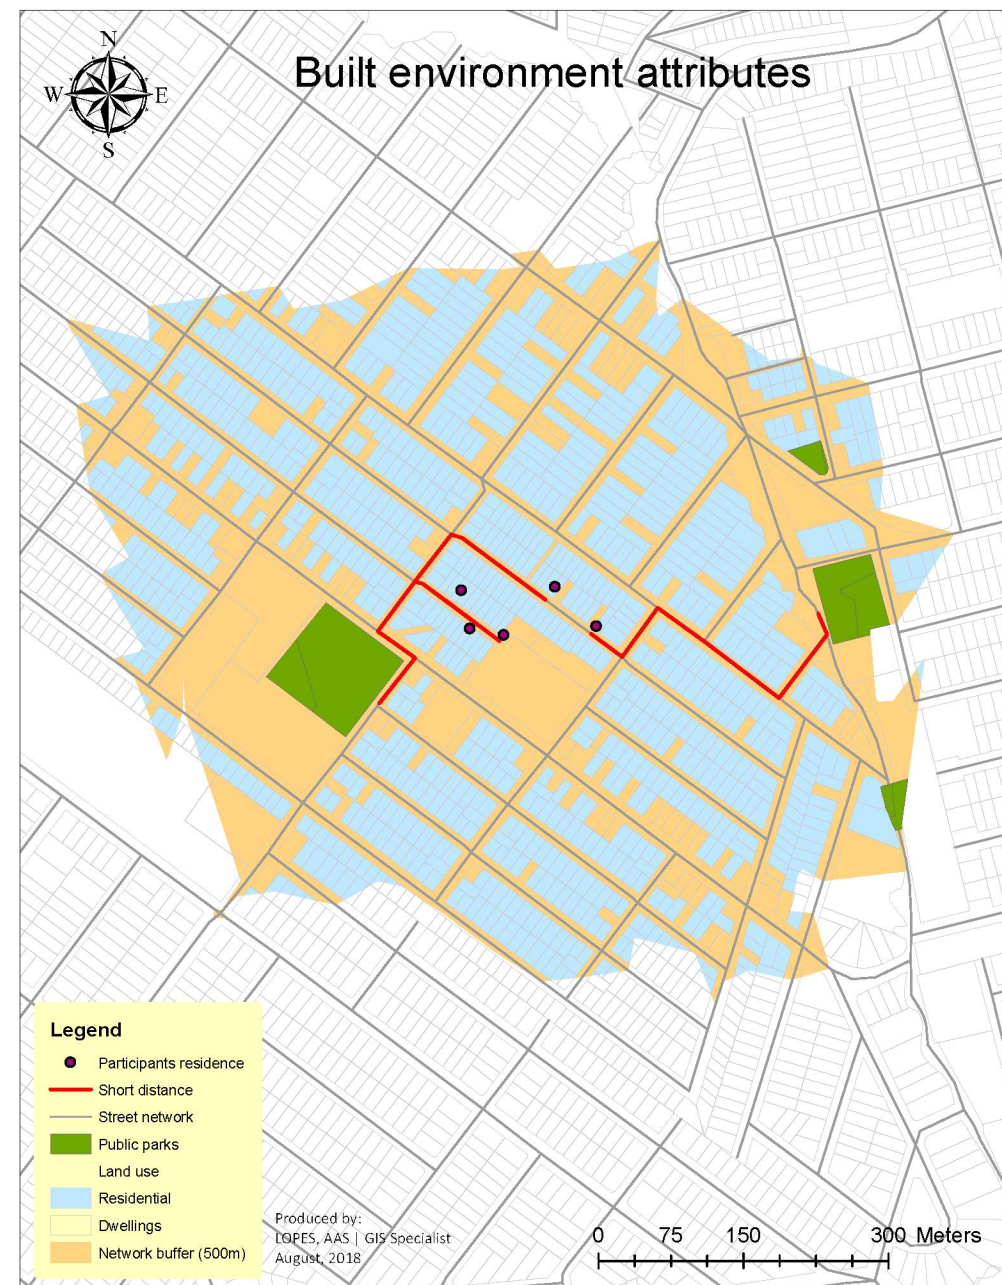 N
Built environment attributes
W E
S
Legend
Participants residence
Short distance
Street network
Public parks
Land use
Residential
Dwellings
Network buffer (500m)
Produced by:
LOPES, AAS | GIS Specialist
August, 2018
0 75 150 300 Meters